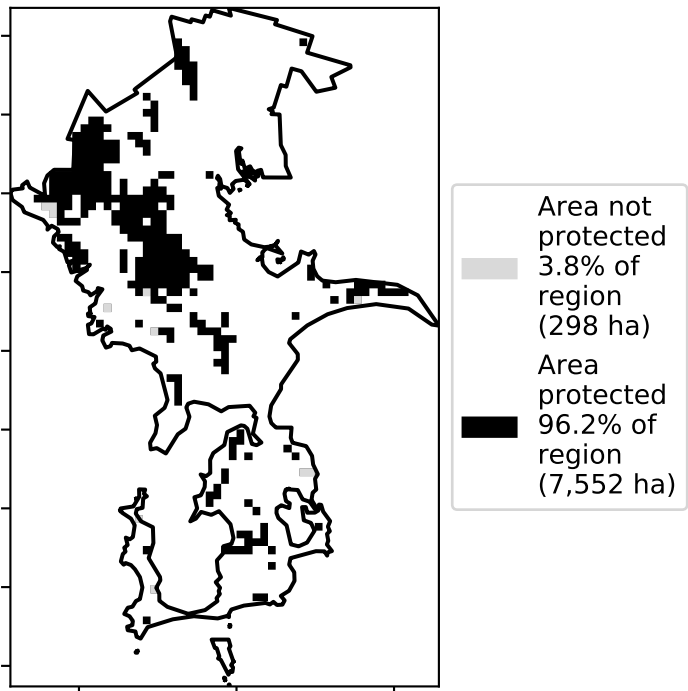 Area not
protected
3.8% of
region
(298 ha)
Area
protected
96.2% of
region
(7,552 ha)